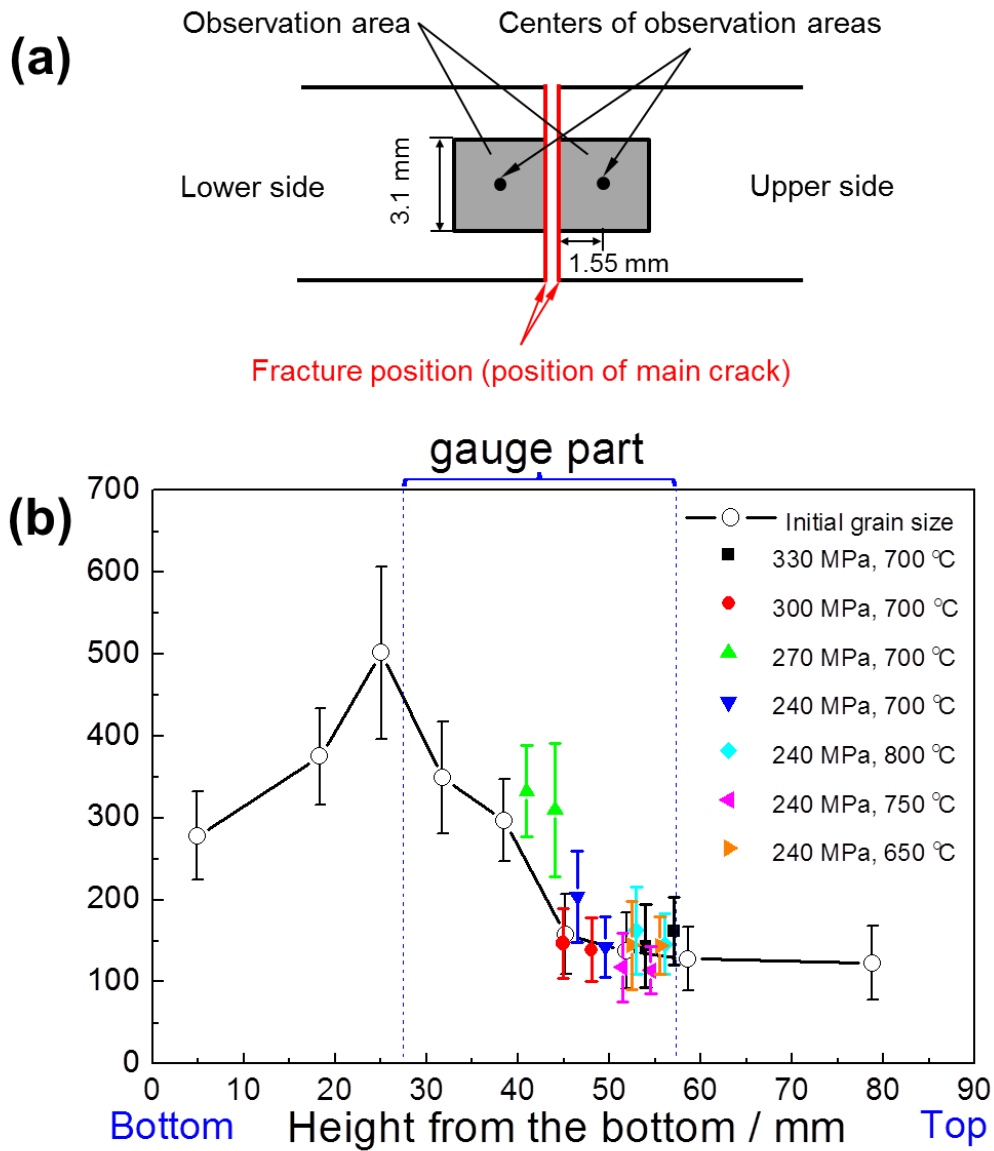 (a)
Observation area
Centers of observation areas
Lower side
3.1 mm
Upper side
1.55 mm
Fracture position (position of main crack)
(b)
gauge part
700
600
500
400
300
200
100
0
Initial grain size
330 MPa, 700 ℃
300 MPa, 700 ℃
270 MPa, 700 ℃
240 MPa, 700 ℃
240 MPa, 800 ℃
240 MPa, 750 ℃
240 MPa, 650 ℃
0 10 20 30 40 50 60 70 80 90
Bottom Height from the bottom / mm Top